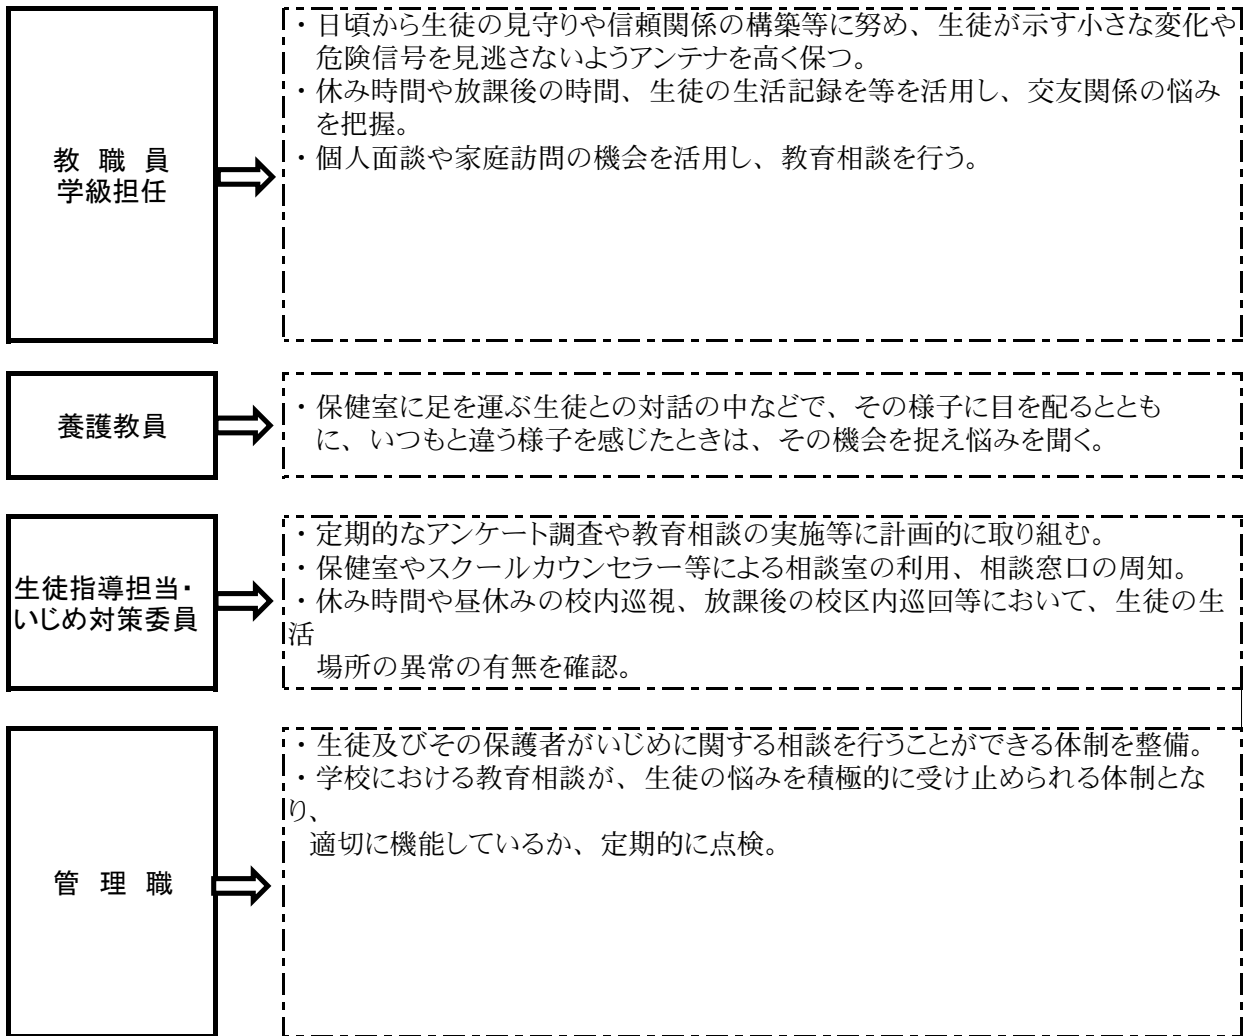 教 職 員
学級担任
・日頃から生徒の見守りや信頼関係の構築等に努め、生徒が示す小さな変化や
危険信号を見逃さないようアンテナを高く保つ。
・休み時間や放課後の時間、生徒の生活記録を等を活用し、交友関係の悩み
を把握。
・個人面談や家庭訪問の機会を活用し、教育相談を行う。
養護教員
・保健室に足を運ぶ生徒との対話の中などで、その様子に目を配るととも
に、いつもと違う様子を感じたときは、その機会を捉え悩みを聞く。
生徒指導担当・
いじめ対策委員
・定期的なアンケート調査や教育相談の実施等に計画的に取り組む。
・保健室やスクールカウンセラー等による相談室の利用、相談窓口の周知。
・休み時間や昼休みの校内巡視、放課後の校区内巡回等において、生徒の生
活
場所の異常の有無を確認。
管 理 職
・生徒及びその保護者がいじめに関する相談を行うことができる体制を整備。
・学校における教育相談が、生徒の悩みを積極的に受け止められる体制とな
り、
適切に機能しているか、定期的に点検。